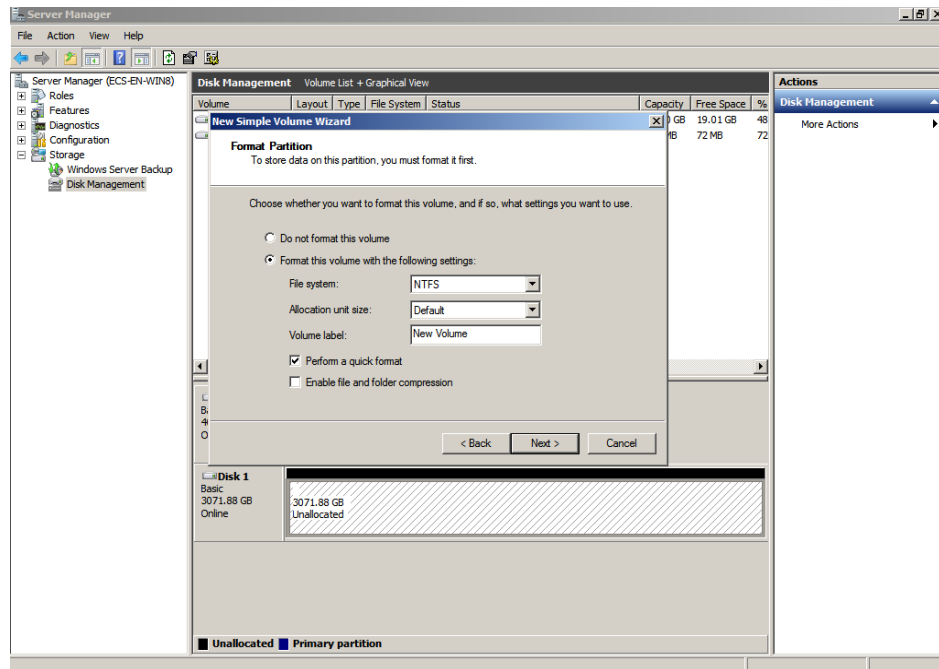 Server Manager
File Action View Help
Server Manager (ECS-EN-WIN8)
Roles
Features
Diagnostics
Configuration
Storage
Windows Server Backup
Disk Management
Disk Management Volume List + Graphical View
Volume Layout Type File System Status Capacity Free Space %
GB 19.01 GB 48
MB 72 MB 72
New Simple Volume Wizard
Format Partition
To store data on this partition, you must format it first.
Choose whether you want to format this volume, and if so, what settings you want to use.
Do not format this volume
Format this volume with the following settings:
File system: NTFS
Allocation unit size: Default
Volume label: New Volume
Perform a quick format
Enable file and folder compression
< Back Next > Cancel
Disk 1
Basic
3071.88 GB
Online
3071.88 GB
Unallocated
Unallocated Primary partition
Actions
Disk Management
More Actions